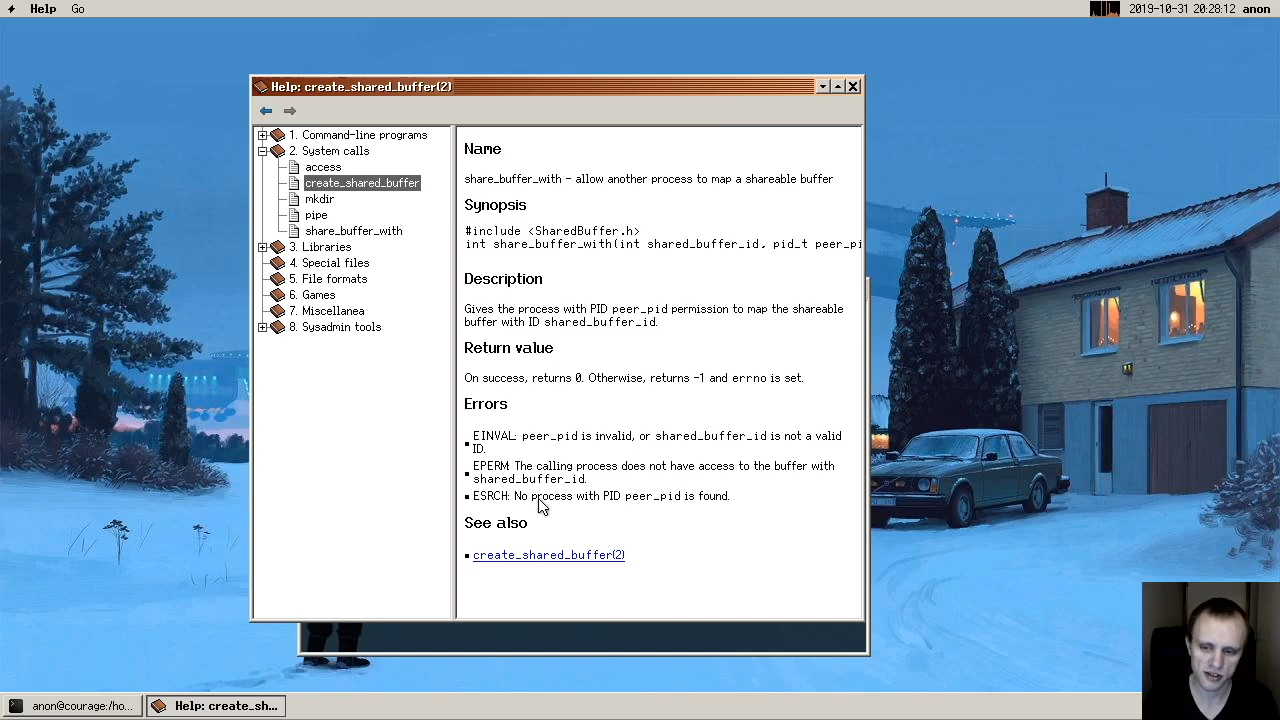 Help Go 2019-10-31 20:28:12 anon
Help: create_shared_buffer(2)
1. Command-line programs
2. System calls
access
create_shared_buffer
mkdir
pipe
share_buffer_with
3. Libraries
4. Special files
5. File formats
6. Games
7. Miscellanea
8. Sysadmin tools
Name
share_buffer_with - allow another process to map a shareable buffer
Synopsis
#include <SharedBuffer.h>
int share_buffer_with(int shared_buffer_id, pid_t peer_pi
Description
Gives the process with PID peer_pid permission to map the shareable
buffer with ID shared_buffer_id.
Return value
On success, returns 0. Otherwise, returns -1 and errno is set.
Errors
EINVAL: peer_pid is invalid, or shared_buffer_id is not a valid
ID.
EPERM: The calling process does not have access to the buffer with
shared_buffer_id.
ESRCH: No process with PID peer_pid is found.
See also
create_shared_buffer(2)
anon@courage:/ho...
Help: create_sh...